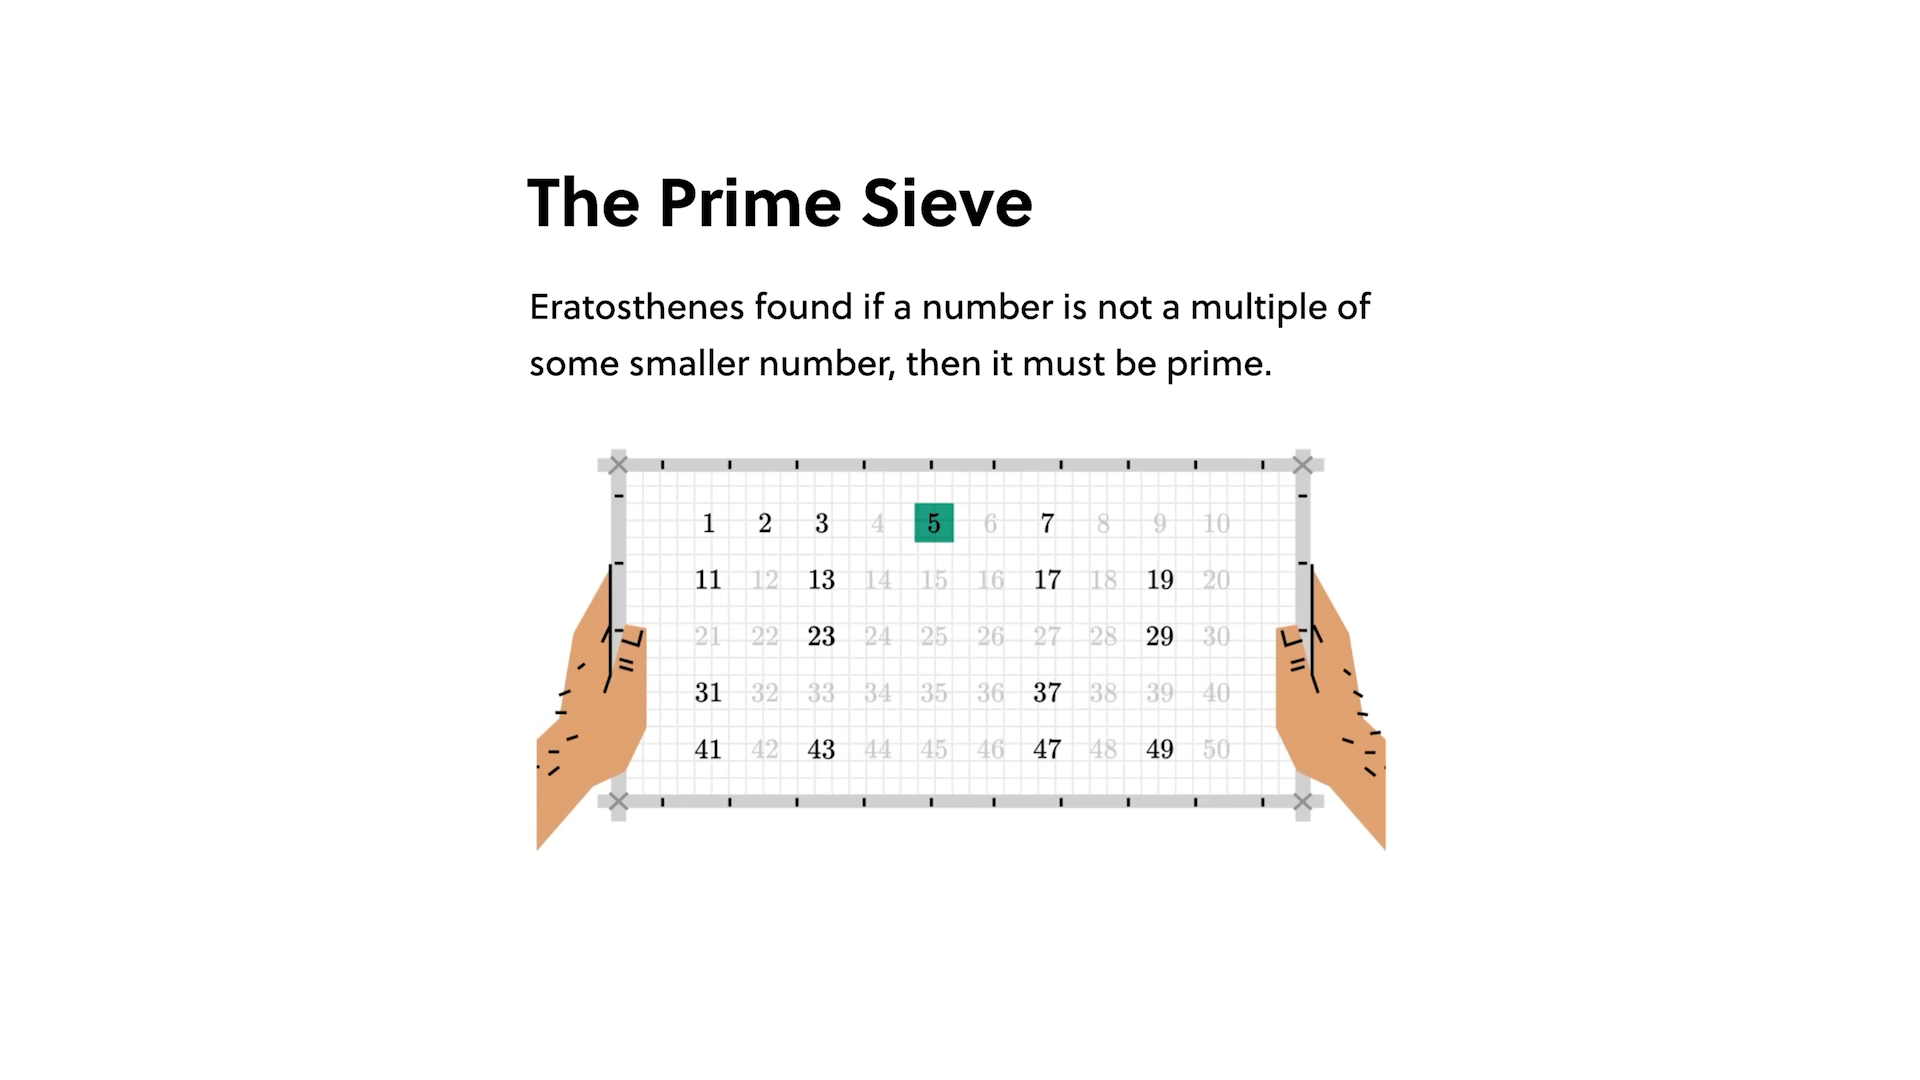 The Prime Sieve
Eratosthenes found if a number is not a multiple of
some smaller number, then it must be prime.
1 2 3 4 5 6 7 8 9 10
11 12 13 14 15 16 17 18 19 20
21 22 23 24 25 26 27 28 29 30
31 32 33 34 35 36 37 38 39 40
41 42 43 44 45 46 47 48 49 50